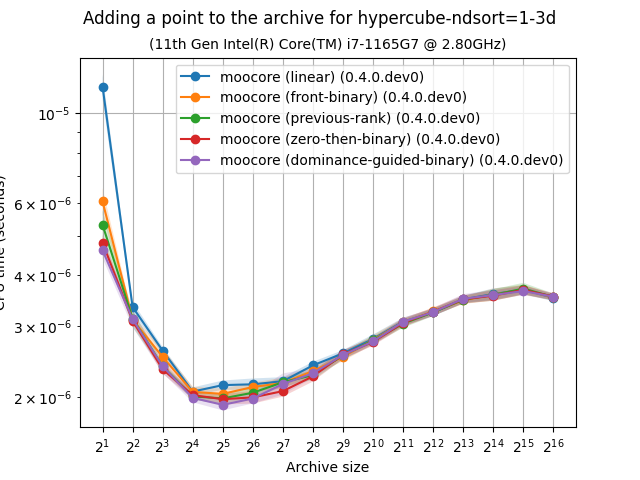 Adding a point to the archive for hypercube-ndsort=1-3d
(11th Gen Intel(R) Core(TM) i7-1165G7 @ 2.80GHz)
moocore (linear) (0.4.0.dev0)
moocore (front-binary) (0.4.0.dev0)
moocore (previous-rank) (0.4.0.dev0)
moocore (zero-then-binary) (0.4.0.dev0)
moocore (dominance-guided-binary) (0.4.0.dev0)
10⁻⁵
6 × 10⁻⁶
4 × 10⁻⁶
3 × 10⁻⁶
2 × 10⁻⁶
time (seconds)
2¹ 2² 2³ 2⁴ 2⁵ 2⁶ 2⁷ 2⁸ 2⁹ 2¹⁰ 2¹¹ 2¹² 2¹³ 2¹⁴ 2¹⁵ 2¹⁶
Archive size